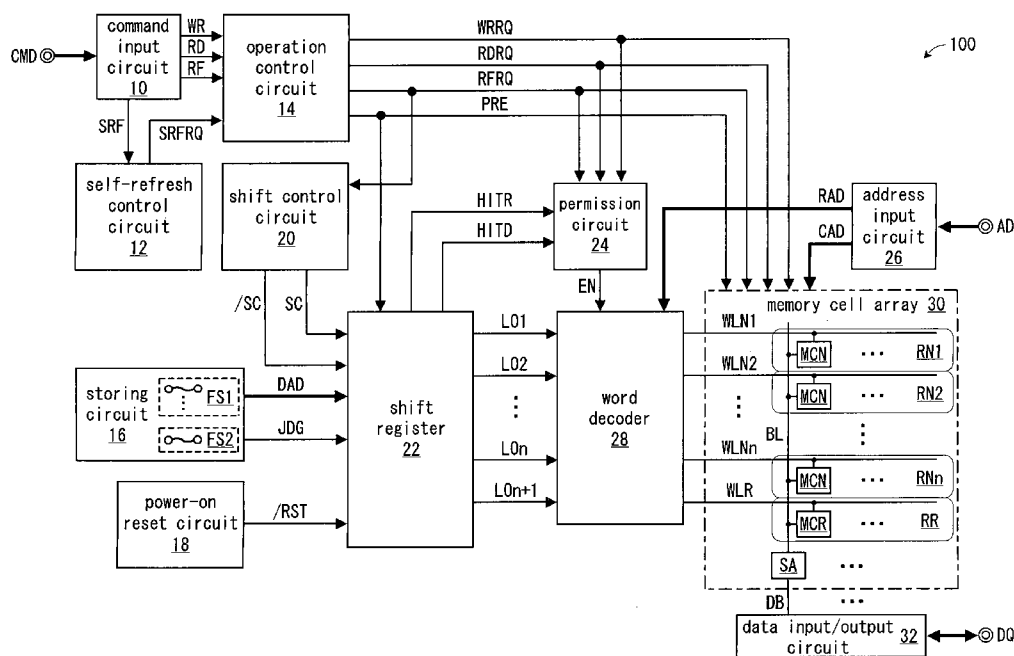 command
input
circuit
10
CMD
WR
RD
RF
operation
control
circuit
14
WRRQ
RDRQ
RFRQ
PRE
100
SRF
SRFRQ
self-refresh
control
circuit
12
shift control
circuit
20
HITR
HITD
permission
circuit
24
RAD
CAD
address
input
circuit
26
AD
/SC
SC
EN
memory cell array 30
storing
circuit
16
FS1
FS2
DAD
JDG
shift
register
22
LO1
LO2
LOn
LOn+1
word
decoder
28
WLN1
WLN2
WLNn
WLR
BL
MCN
RN1
MCN
RN2
MCN
RNn
MCR
RR
power-on
reset circuit
18
/RST
SA
DB
data input/output
circuit
32
DQ